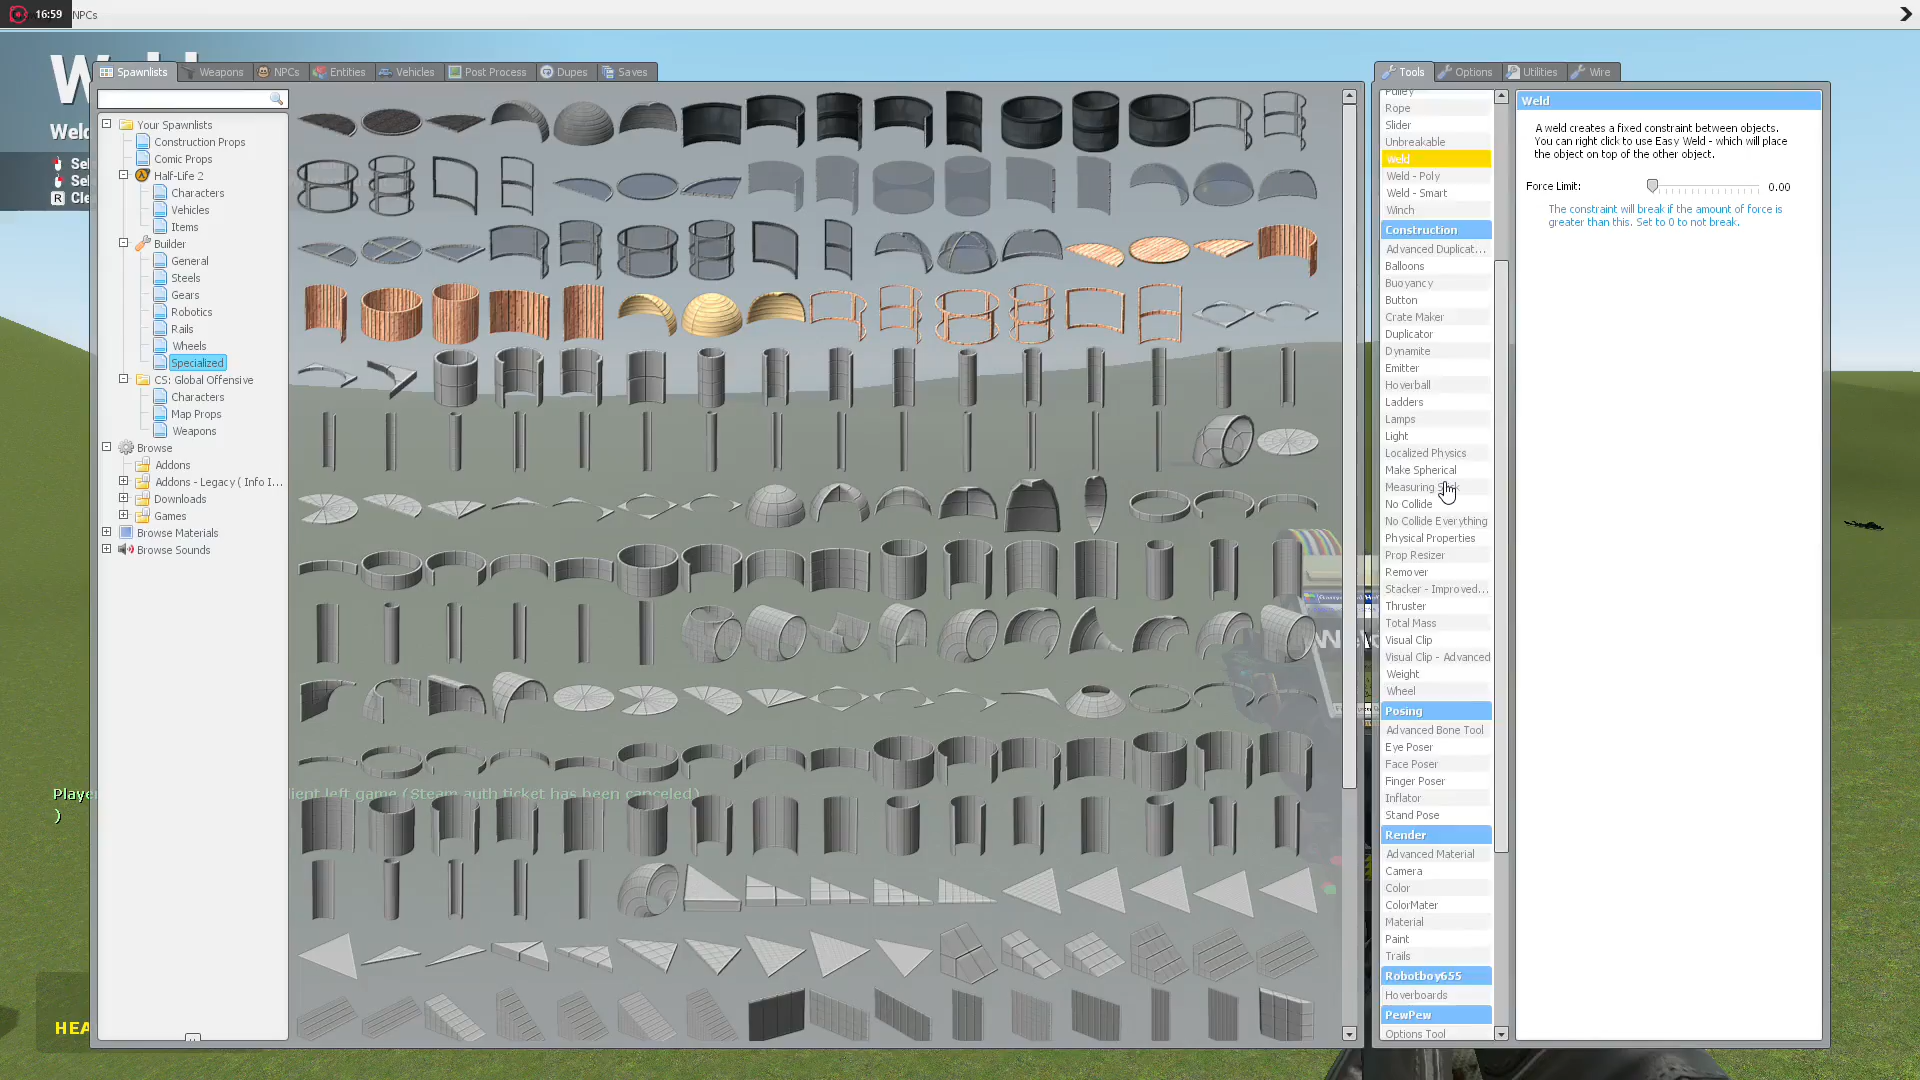 16:59
NPCs
Weld
Spawnlists
Weapons
NPCs
Entities
Vehicles
Post Process
Dupes
Saves
Tools
Options
Utilities
Wire
Your Spawnlists
Construction Props
Comic Props
Half-Life 2
Characters
Vehicles
Items
Builder
General
Steels
Gears
Robotics
Rails
Wheels
Specialized
CS: Global Offensive
Characters
Map Props
Weapons
Browse
Addons
Addons - Legacy ( Info I...
Downloads
Games
Browse Materials
Browse Sounds
Weld
Sel
Sel
R Cle
Playe
lient left game (Steam auth ticket has been canceled)
)
HEA
Pulley
Rope
Slider
Unbreakable
Weld
Weld - Poly
Weld - Smart
Winch
Construction
Advanced Duplicat...
Balloons
Buoyancy
Button
Crate Maker
Duplicator
Dynamite
Emitter
Hoverball
Ladders
Lamps
Light
Localized Physics
Make Spherical
Measuring Stick
No Collide
No Collide Everything
Physical Properties
Prop Resizer
Remover
Stacker - Improved...
Thruster
Total Mass
Visual Clip
Visual Clip - Advanced
Weight
Wheel
Posing
Advanced Bone Tool
Eye Poser
Face Poser
Finger Poser
Inflator
Stand Pose
Render
Advanced Material
Camera
Color
ColorMater
Material
Paint
Trails
Robotboy655
Hoverboards
PewPew
Options Tool
Weld
A weld creates a fixed constraint between objects.
You can right click to use Easy Weld - which will place
the object on top of the other object.
Force Limit:
0.00
The constraint will break if the amount of force is
greater than this. Set to 0 to not break.